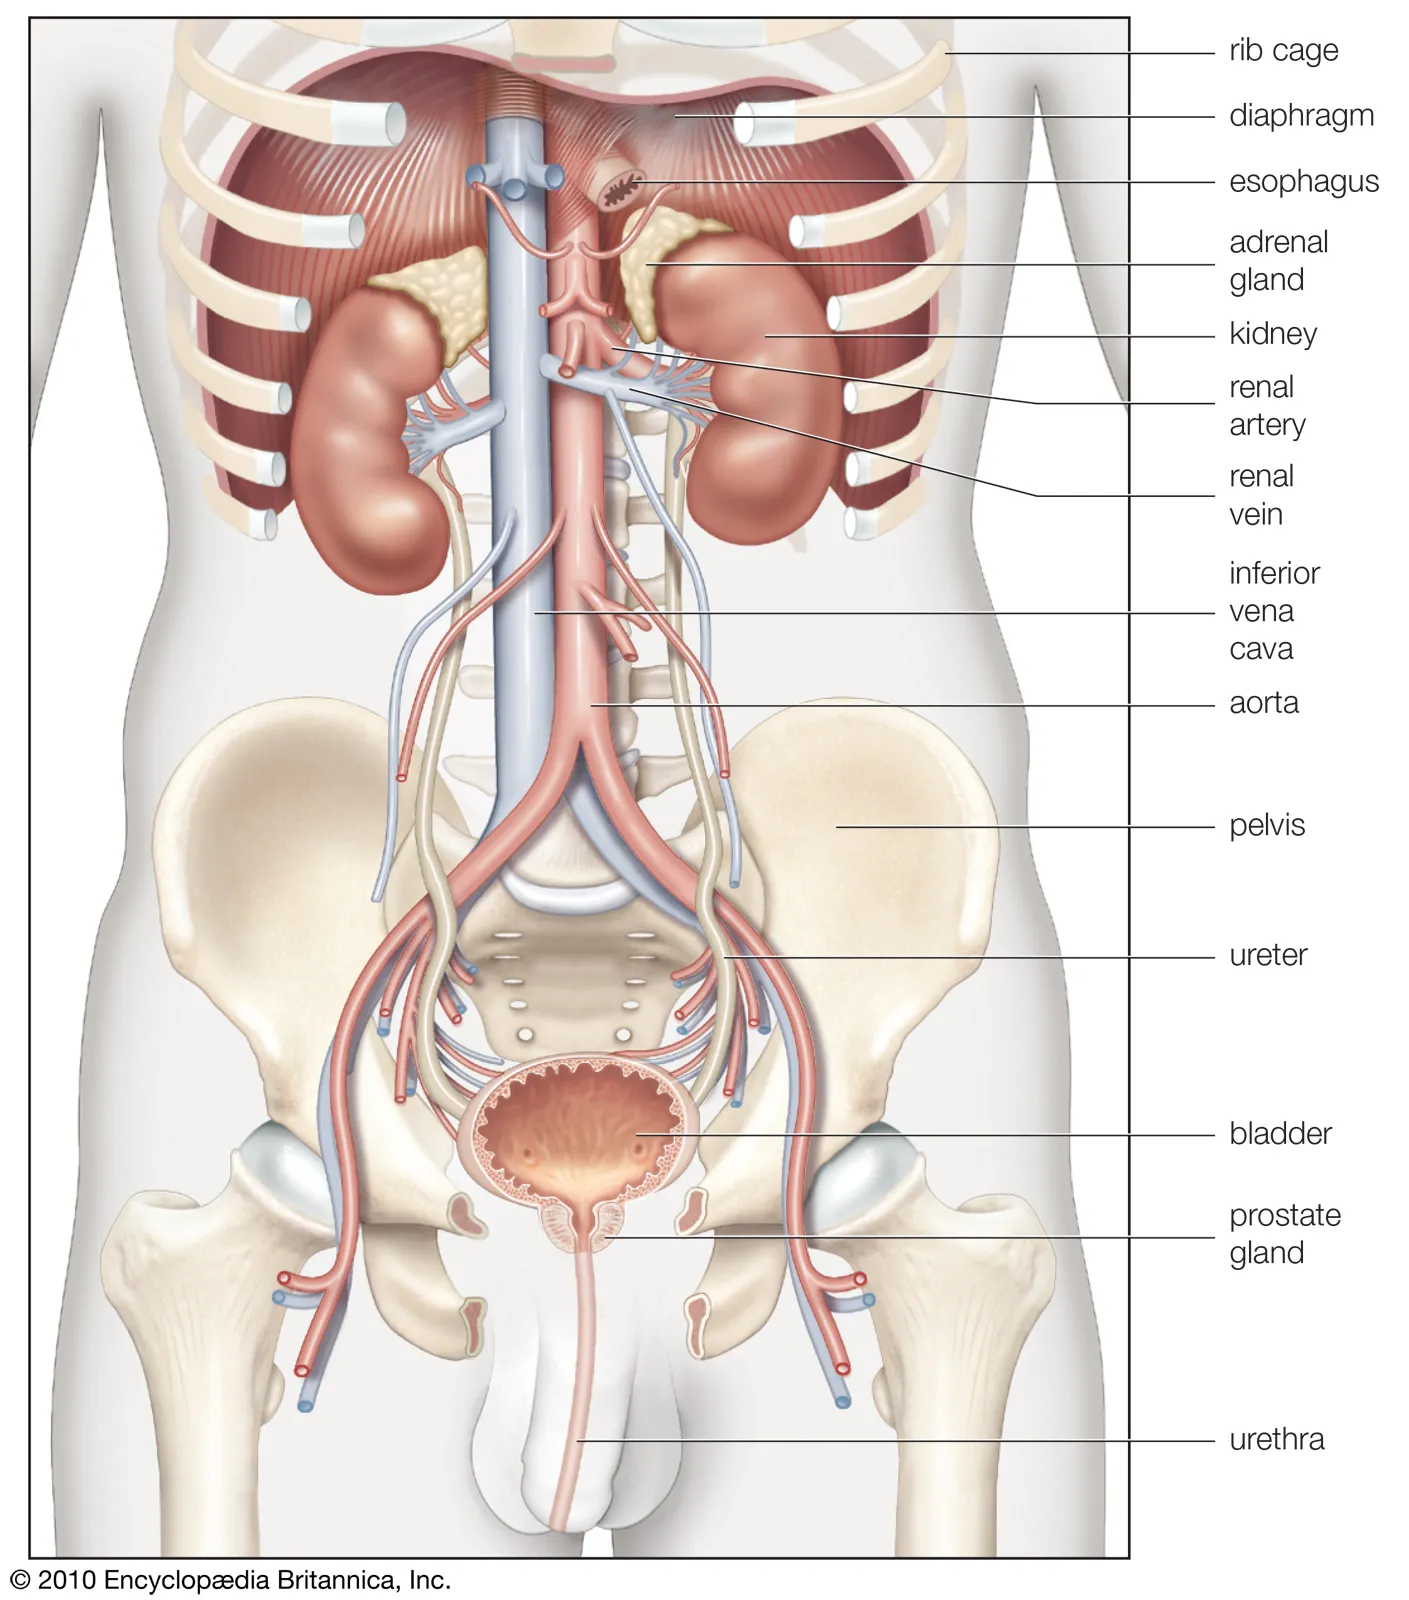 rib cage
diaphragm
esophagus
adrenal
gland
kidney
renal
artery
renal
vein
inferior
vena
cava
aorta
pelvis
ureter
bladder
prostate
gland
urethra
© 2010 Encyclopædia Britannica, Inc.